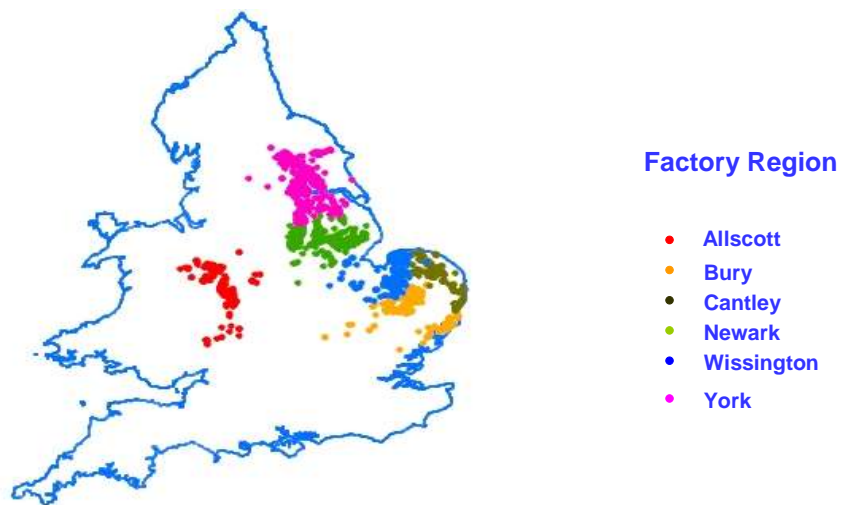 Factory Region
Allscott
Bury
Cantley
Newark
Wissington
York